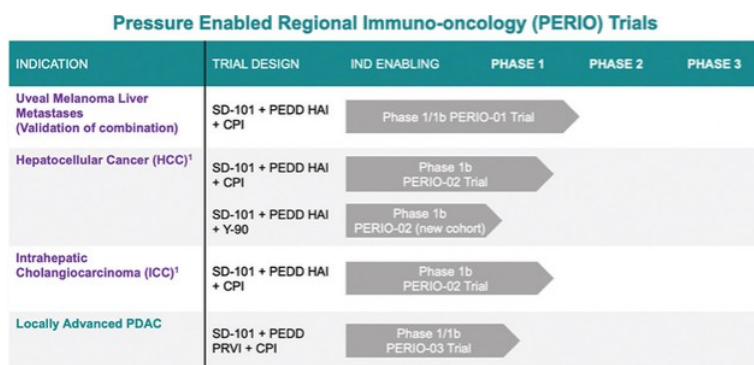 Pressure Enabled Regional Immuno-oncology (PERIO) Trials
INDICATION TRIAL DESIGN IND ENABLING PHASE 1 PHASE 2 PHASE 3
Uveal Melanoma Liver
Metastases
(Validation of combination)
SD-101 + PEDD HAI
+ CPI
Phase 1/1b PERIO-01 Trial
Hepatocellular Cancer (HCC)¹
SD-101 + PEDD HAI
+ CPI
Phase 1b
PERIO-02 Trial
SD-101 + PEDD HAI
+ Y-90
Phase 1b
PERIO-02 (new cohort)
Intrahepatic
Cholangiocarcinoma (ICC)¹
SD-101 + PEDD HAI
+ CPI
Phase 1b
PERIO-02 Trial
Locally Advanced PDAC
SD-101 + PEDD
PRVI + CPI
Phase 1/1b
PERIO-03 Trial